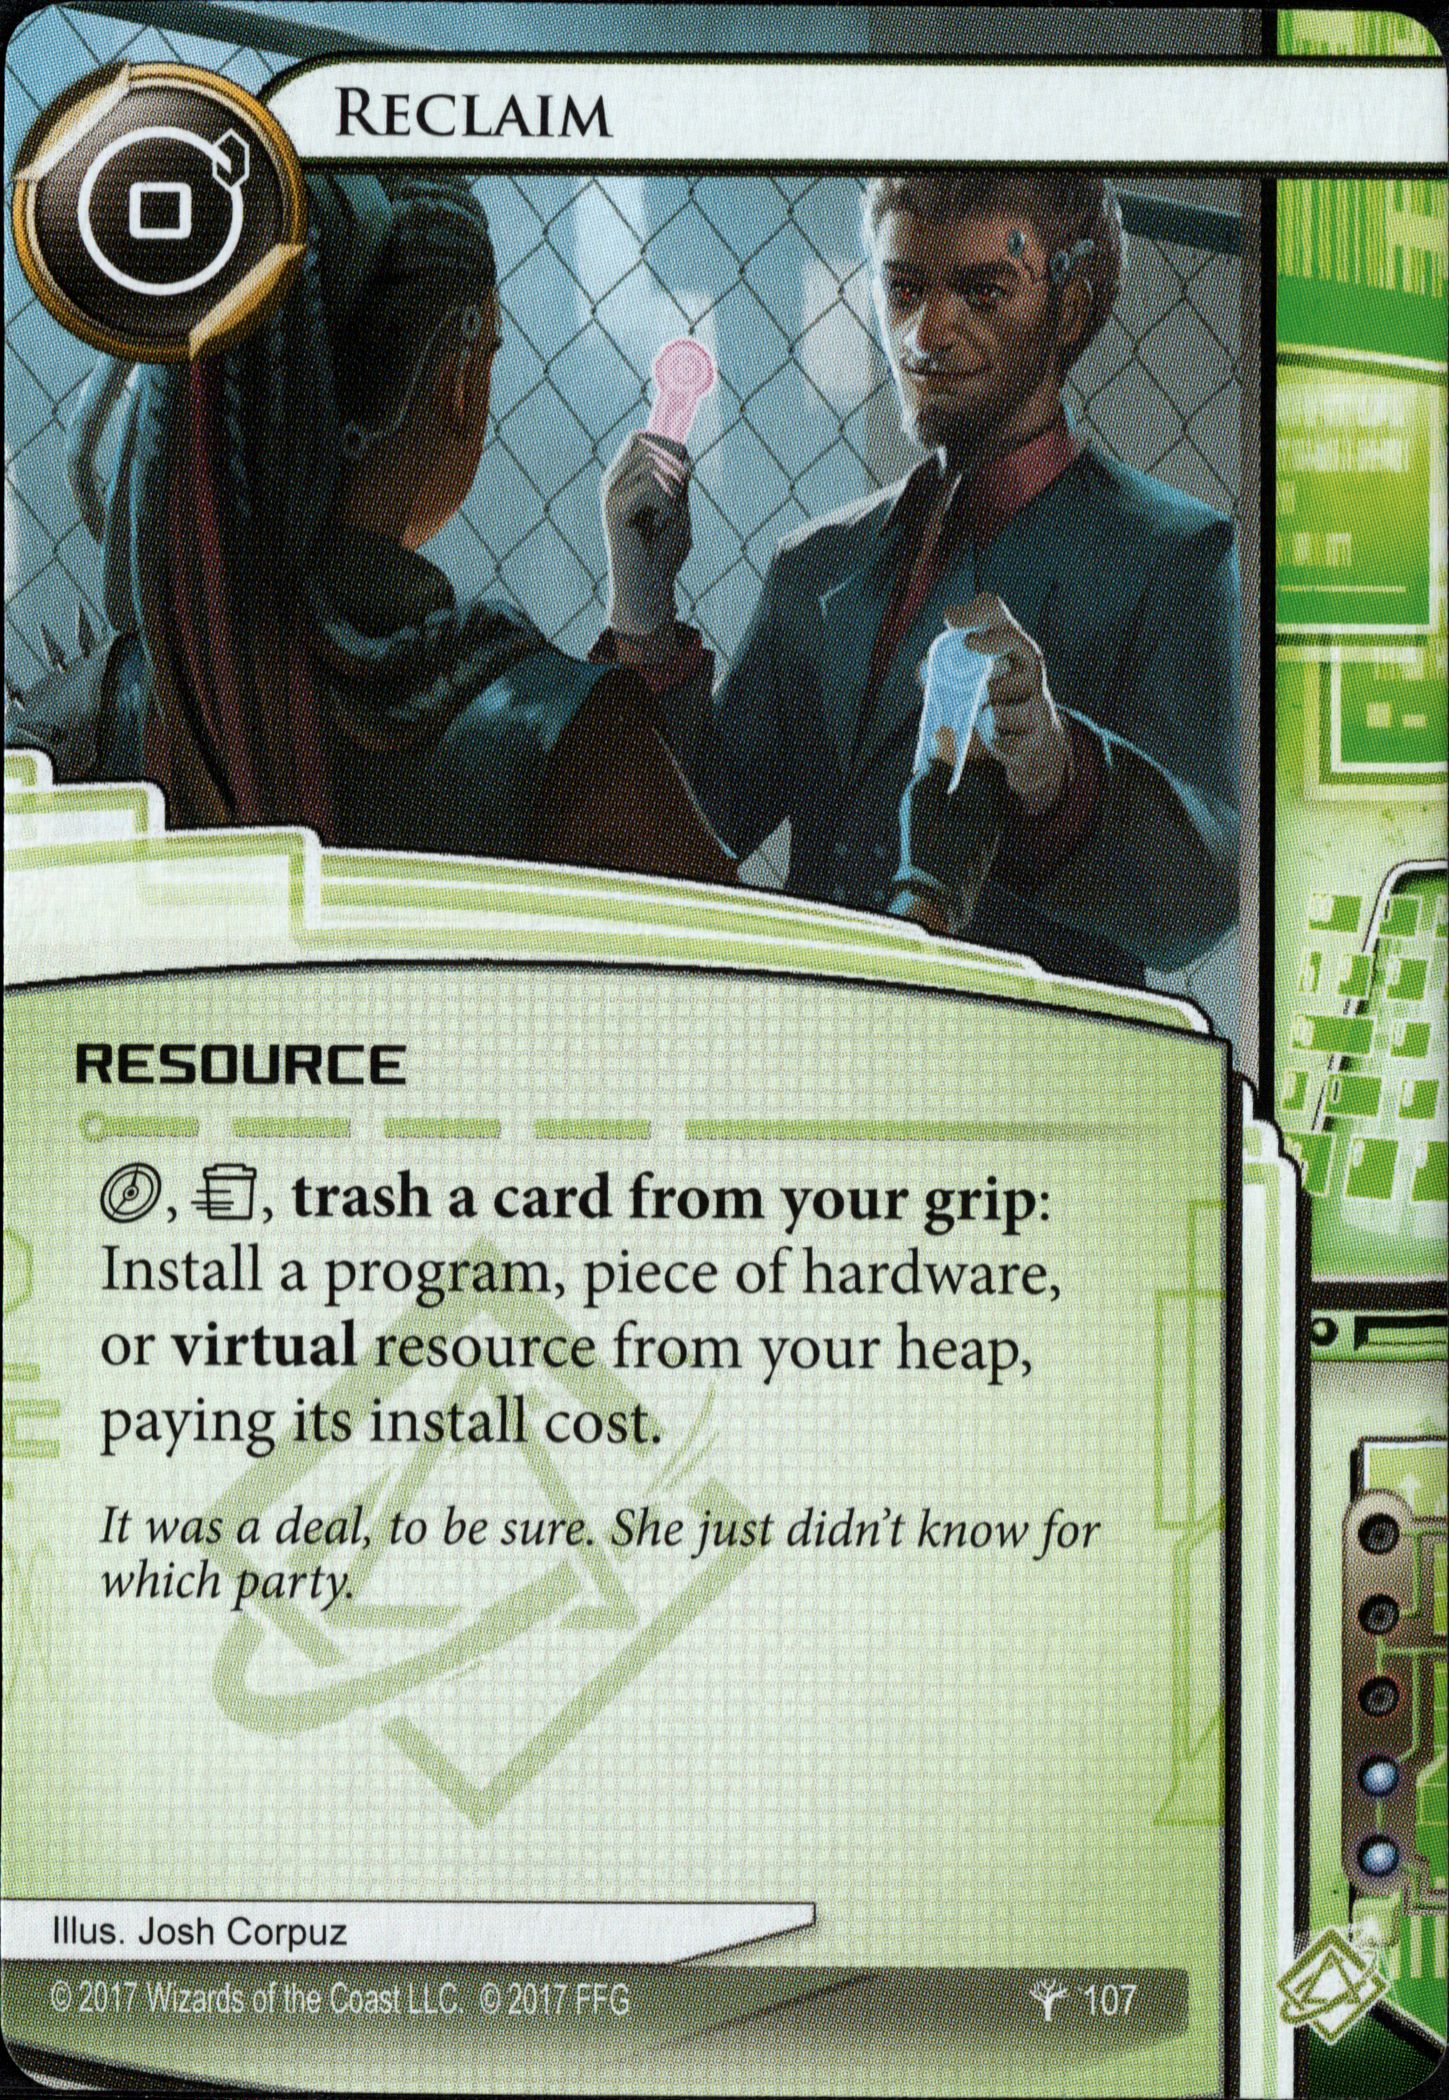 0
RECLAIM
RESOURCE
, , trash a card from your grip:
Install a program, piece of hardware,
or virtual resource from your heap,
paying its install cost.
It was a deal, to be sure. She just didn't know for
which party.
Illus. Josh Corpuz
© 2017 Wizards of the Coast LLC. © 2017 FFG
107